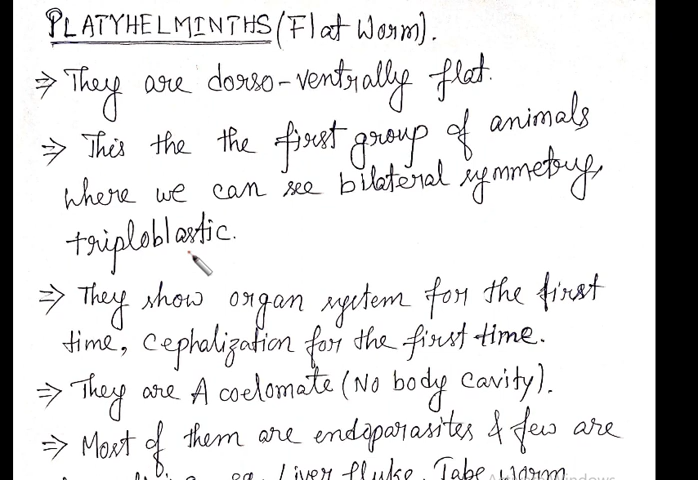 PLATYHELMINTHS (Flat Worm).
⇒ They are dorso-ventrally flat.
⇒ This the the first group of animals
where we can see bilateral symmetry,
triploblastic.
⇒ They show organ system for the first
time, Cephalization for the first time.
⇒ They are A coelomate (No body cavity).
⇒ Most of them are endoparasites & few are
eg. Liver fluke, Tape worm